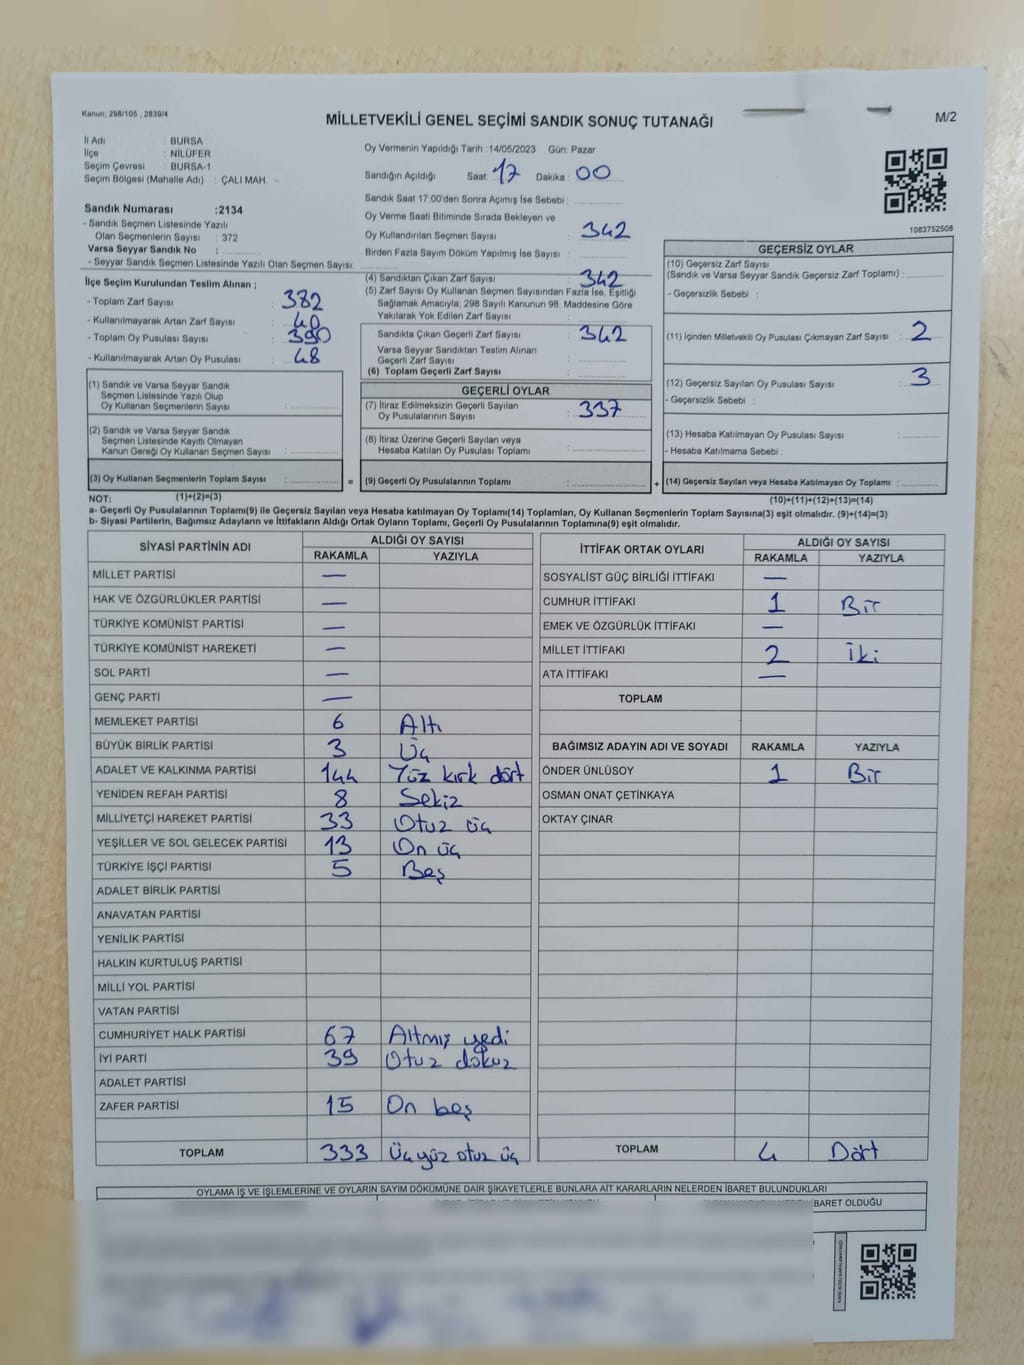 Kanun; 298/105 , 2839/4
MİLLETVEKİLİ GENEL SEÇİMİ SANDIK SONUÇ TUTANAĞI
M/2
İl Adı : BURSA
İlçe : NİLÜFER
Seçim Çevresi : BURSA-1
Seçim Bölgesi (Mahalle Adı) : ÇALI MAH.
Sandık Numarası :2134
- Sandık Seçmen Listesinde Yazılı
Olan Seçmenlerin Sayısı : 372
Varsa Seyyar Sandık No :
- Seyyar Sandık Seçmen Listesinde Yazılı Olan Seçmen Sayısı:
İlçe Seçim Kurulundan Teslim Alınan ;
- Toplam Zarf Sayısı : 382
- Kullanılmayarak Artan Zarf Sayısı : 40
- Toplam Oy Pusulası Sayısı : 390
- Kullanılmayarak Artan Oy Pusulası : 48
Oy Vermenin Yapıldığı Tarih :14/05/2023 Gün: Pazar
Sandığın Açıldığı Saat: 17 Dakika : 00
Sandık Saat 17:00'den Sonra Açımış İse Sebebi :
Oy Verme Saati Bitiminde Sırada Bekleyen ve
Oy Kullandırılan Seçmen Sayısı : 342
Birden Fazla Sayım Döküm Yapılmış İse Sayısı :
(4) Sandıktan Çıkan Zarf Sayısı : 342
(5) Zarf Sayısı Oy Kullanan Seçmen Sayısından Fazla İse, Eşitliği
Sağlamak Amacıyla; 298 Sayılı Kanunun 98. Maddesine Göre
Yakılarak Yok Edilen Zarf Sayısı :
Sandıkta Çıkan Geçerli Zarf Sayısı : 342
Varsa Seyyar Sandıktan Teslim Alınan
Geçerli Zarf Sayısı :
(6) Toplam Geçerli Zarf Sayısı :
1083752508
GEÇERSİZ OYLAR
(10) Geçersiz Zarf Sayısı
(Sandık ve Varsa Seyyar Sandık Geçersiz Zarf Toplamı) :
- Geçersizlik Sebebi :
(11) İçinden Milletvekili Oy Pusulası Çıkmayan Zarf Sayısı : 2
(12) Geçersiz Sayılan Oy Pusulası Sayısı : 3
- Geçersizlik Sebebi :
(13) Hesaba Katılmayan Oy Pusulası Sayısı :
- Hesaba Katılmama Sebebi :
(14) Geçersiz Sayılan veya Hesaba Katılmayan Oy Toplamı :
(10)+(11)+(12)+(13)=(14)
(1) Sandık ve Varsa Seyyar Sandık
Seçmen Listesinde Yazılı Olup
Oy Kullanan Seçmenlerin Sayısı :
(2) Sandık ve Varsa Seyyar Sandık
Seçmen Listesinde Kayıtlı Olmayan
Kanun Gereği Oy Kullanan Seçmen Sayısı :
(3) Oy Kullanan Seçmenlerin Toplam Sayısı : =
GEÇERLİ OYLAR
(7) İtiraz Edilmeksizin Geçerli Sayılan
Oy Pusulalarının Sayısı : 337
(8) İtiraz Üzerine Geçerli Sayılan veya
Hesaba Katılan Oy Pusulası Toplamı :
(9) Geçerli Oy Pusulalarının Toplamı : +
NOT: (1)+(2)=(3)
a- Geçerli Oy Pusulalarının Toplamı(9) ile Geçersiz Sayılan veya Hesaba Katılmayan Oy Toplamı(14) Toplamları, Oy Kullanan Seçmenlerin Toplam Sayısına(3) eşit olmalıdır. (9)+(14)=(3)
b- Siyasi Partilerin, Bağımsız Adayların ve İttifakların Aldığı Ortak Oyların Toplamı, Geçerli Oy Pusulalarının Toplamına(9) eşit olmalıdır.
SİYASİ PARTİNİN ADI ALDIĞI OY SAYISI
RAKAMLA YAZIYLA
MİLLET PARTİSİ —
HAK VE ÖZGÜRLÜKLER PARTİSİ —
TÜRKİYE KOMÜNİST PARTİSİ —
TÜRKİYE KOMÜNİST HAREKETİ —
SOL PARTİ —
GENÇ PARTİ —
MEMLEKET PARTİSİ 6 Altı
BÜYÜK BİRLİK PARTİSİ 3 Üç
ADALET VE KALKINMA PARTİSİ 144 Yüz kırk dört
YENİDEN REFAH PARTİSİ 8 Sekiz
MİLLİYETÇİ HAREKET PARTİSİ 33 Otuz üç
YEŞİLLER VE SOL GELECEK PARTİSİ 13 On üç
TÜRKİYE İŞÇİ PARTİSİ 5 Beş
ADALET BİRLİK PARTİSİ
ANAVATAN PARTİSİ
YENİLİK PARTİSİ
HALKIN KURTULUŞ PARTİSİ
MİLLİ YOL PARTİSİ
VATAN PARTİSİ
CUMHURİYET HALK PARTİSİ 67 Altmış yedi
İYİ PARTİ 39 Otuz dokuz
ADALET PARTİSİ
ZAFER PARTİSİ 15 On beş
TOPLAM 333 Üç yüz otuz üç
İTTİFAK ORTAK OYLARI ALDIĞI OY SAYISI
RAKAMLA YAZIYLA
SOSYALİST GÜÇ BİRLİĞİ İTTİFAKI —
CUMHUR İTTİFAKI 1 Bir
EMEK VE ÖZGÜRLÜK İTTİFAKI —
MİLLET İTTİFAKI 2 İki
ATA İTTİFAKI —
TOPLAM
BAĞIMSIZ ADAYIN ADI VE SOYADI RAKAMLA YAZIYLA
ÖNDER ÜNLÜSOY 1 Bir
OSMAN ONAT ÇETİNKAYA
OKTAY ÇINAR
TOPLAM 4 Dört
OYLAMA İŞ VE İŞLEMLERİNE VE OYLARIN SAYIM DÖKÜMÜNE DAİR ŞİKAYETLERLE BUNLARA AİT KARARLARIN NELERDEN İBARET BULUNDUKLARI
İBARET OLDUĞU